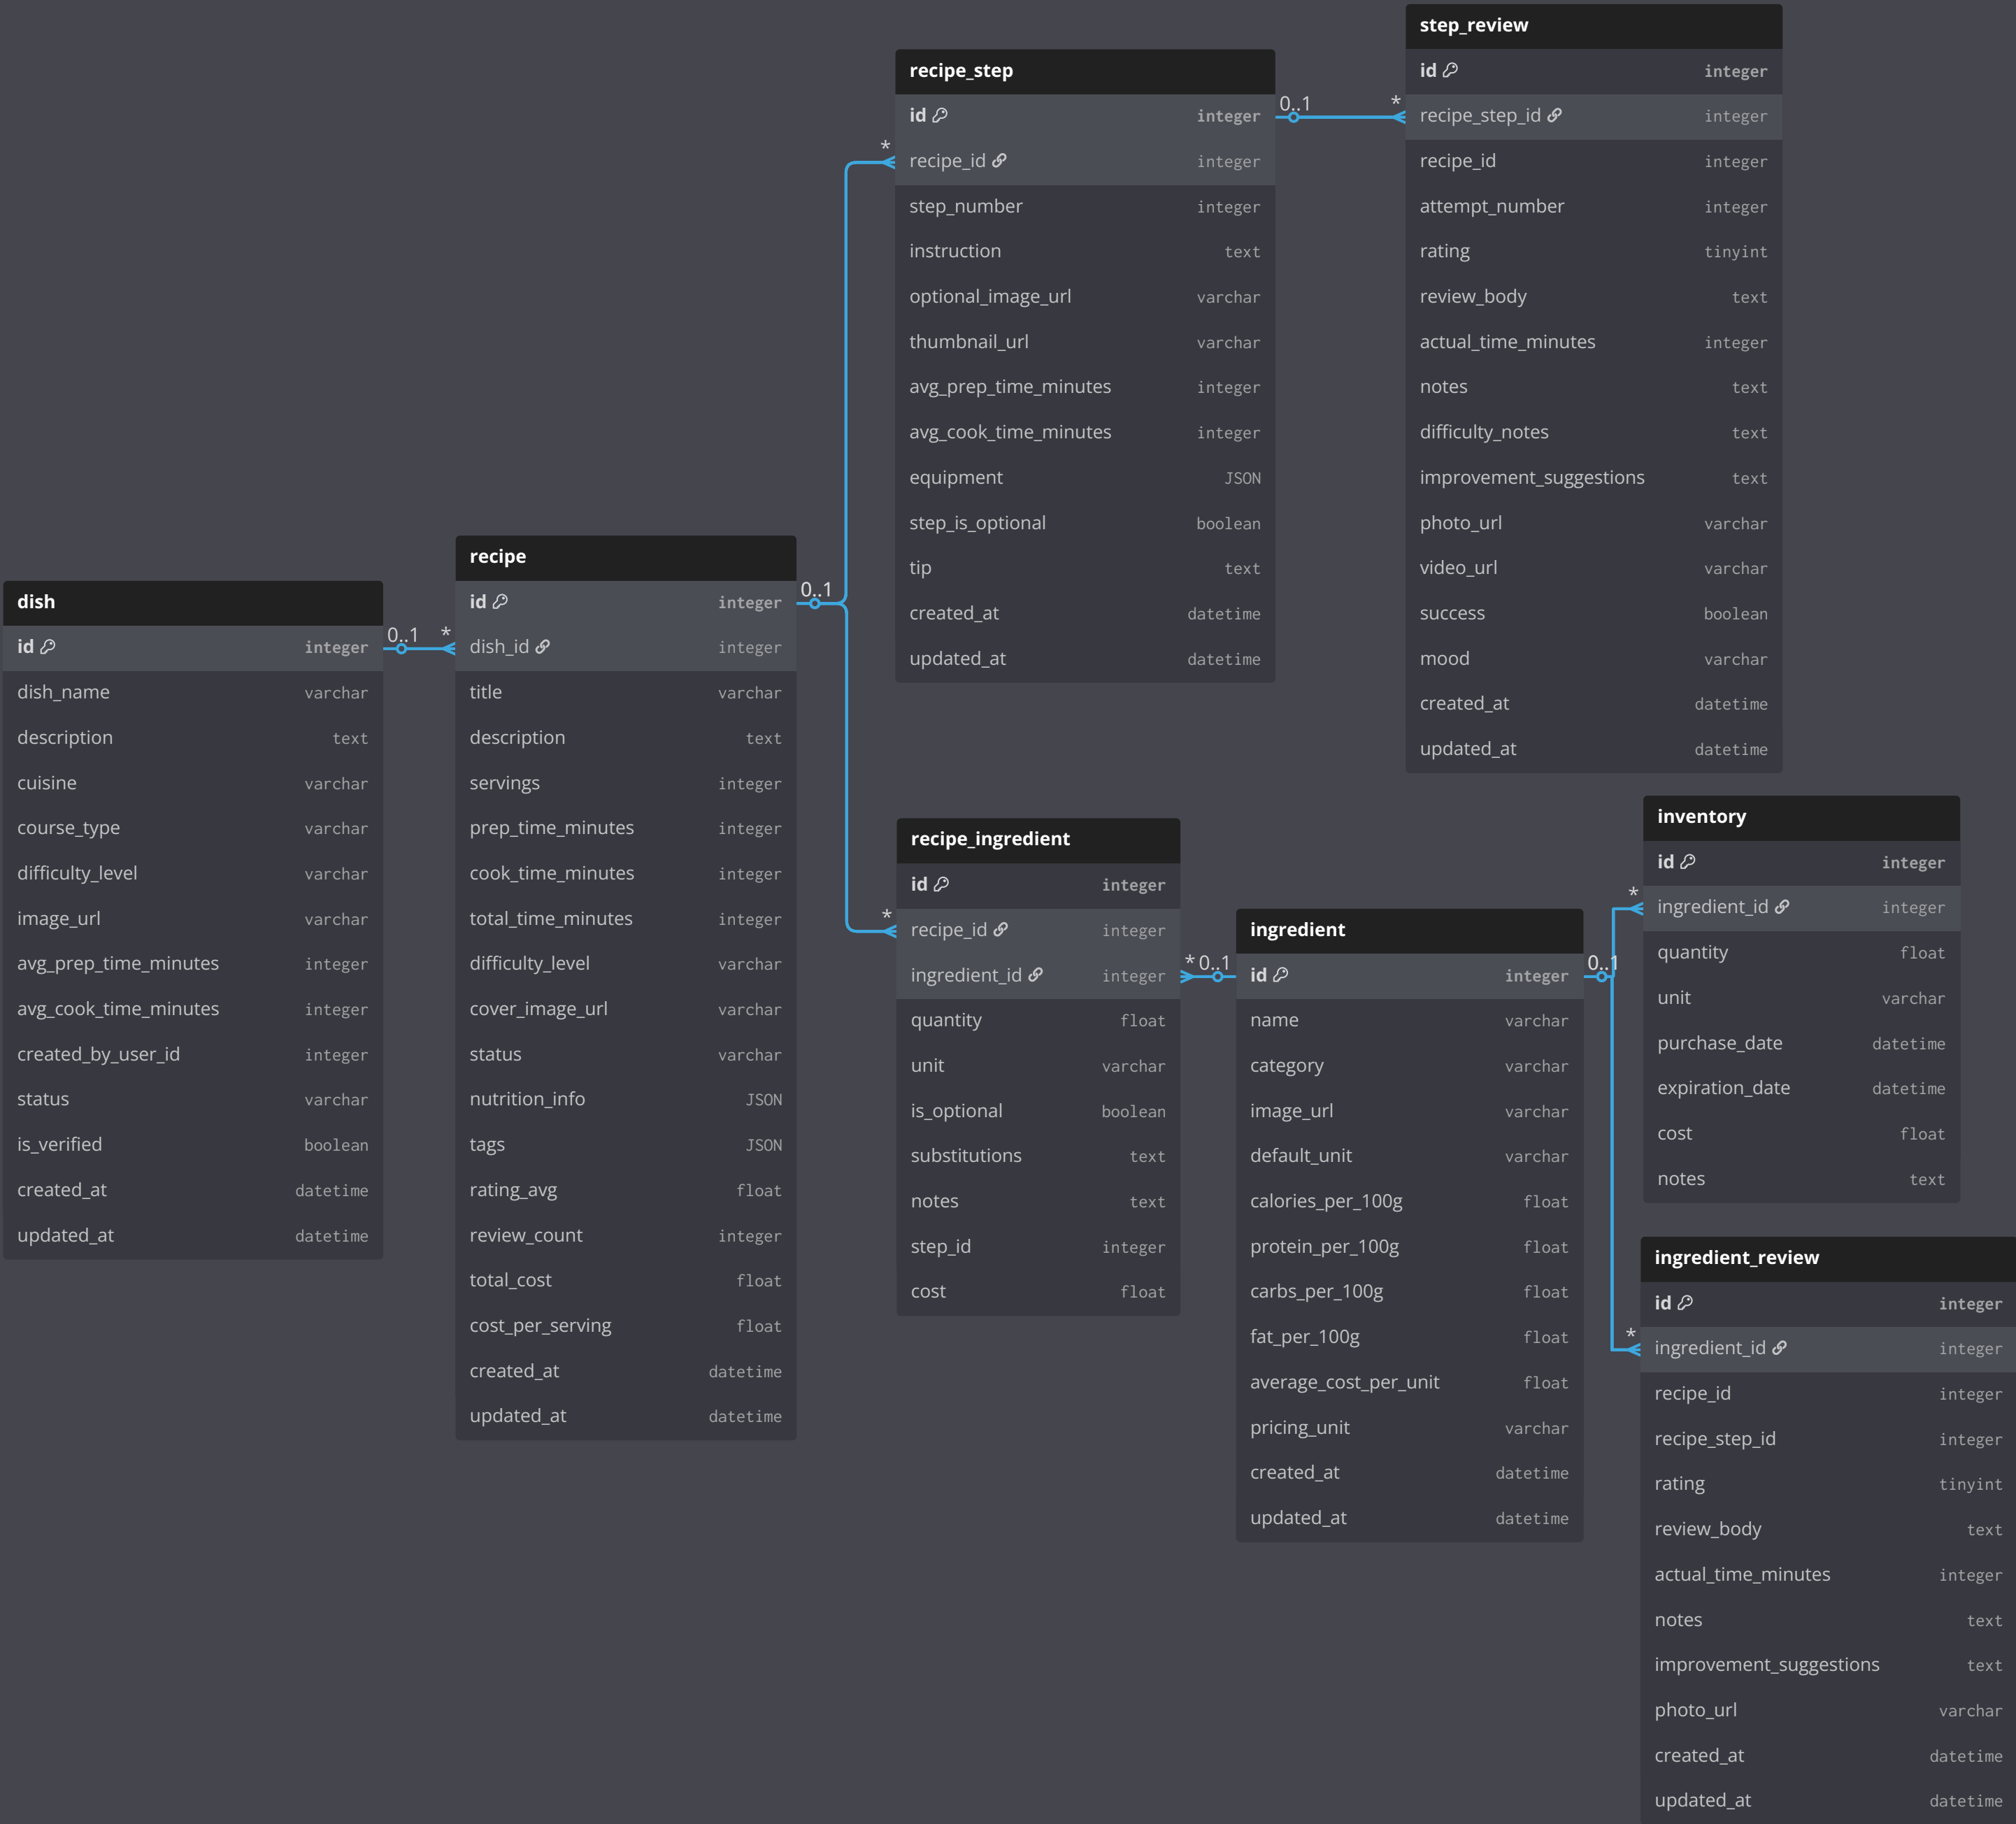 dish
id integer
dish_name varchar
description text
cuisine varchar
course_type varchar
difficulty_level varchar
image_url varchar
avg_prep_time_minutes integer
avg_cook_time_minutes integer
created_by_user_id integer
status varchar
is_verified boolean
created_at datetime
updated_at datetime
0..1 *
recipe
id integer
dish_id integer
title varchar
description text
servings integer
prep_time_minutes integer
cook_time_minutes integer
total_time_minutes integer
difficulty_level varchar
cover_image_url varchar
status varchar
nutrition_info JSON
tags JSON
rating_avg float
review_count integer
total_cost float
cost_per_serving float
created_at datetime
updated_at datetime
0..1
*
*
recipe_step
id integer
recipe_id integer
step_number integer
instruction text
optional_image_url varchar
thumbnail_url varchar
avg_prep_time_minutes integer
avg_cook_time_minutes integer
equipment JSON
step_is_optional boolean
tip text
created_at datetime
updated_at datetime
0..1 *
step_review
id integer
recipe_step_id integer
recipe_id integer
attempt_number integer
rating tinyint
review_body text
actual_time_minutes integer
notes text
difficulty_notes text
improvement_suggestions text
photo_url varchar
video_url varchar
success boolean
mood varchar
created_at datetime
updated_at datetime
recipe_ingredient
id integer
recipe_id integer
ingredient_id integer
quantity float
unit varchar
is_optional boolean
substitutions text
notes text
step_id integer
cost float
* 0..1
ingredient
id integer
name varchar
category varchar
image_url varchar
default_unit varchar
calories_per_100g float
protein_per_100g float
carbs_per_100g float
fat_per_100g float
average_cost_per_unit float
pricing_unit varchar
created_at datetime
updated_at datetime
0..1
*
*
inventory
id integer
ingredient_id integer
quantity float
unit varchar
purchase_date datetime
expiration_date datetime
cost float
notes text
ingredient_review
id integer
ingredient_id integer
recipe_id integer
recipe_step_id integer
rating tinyint
review_body text
actual_time_minutes integer
notes text
improvement_suggestions text
photo_url varchar
created_at datetime
updated_at datetime